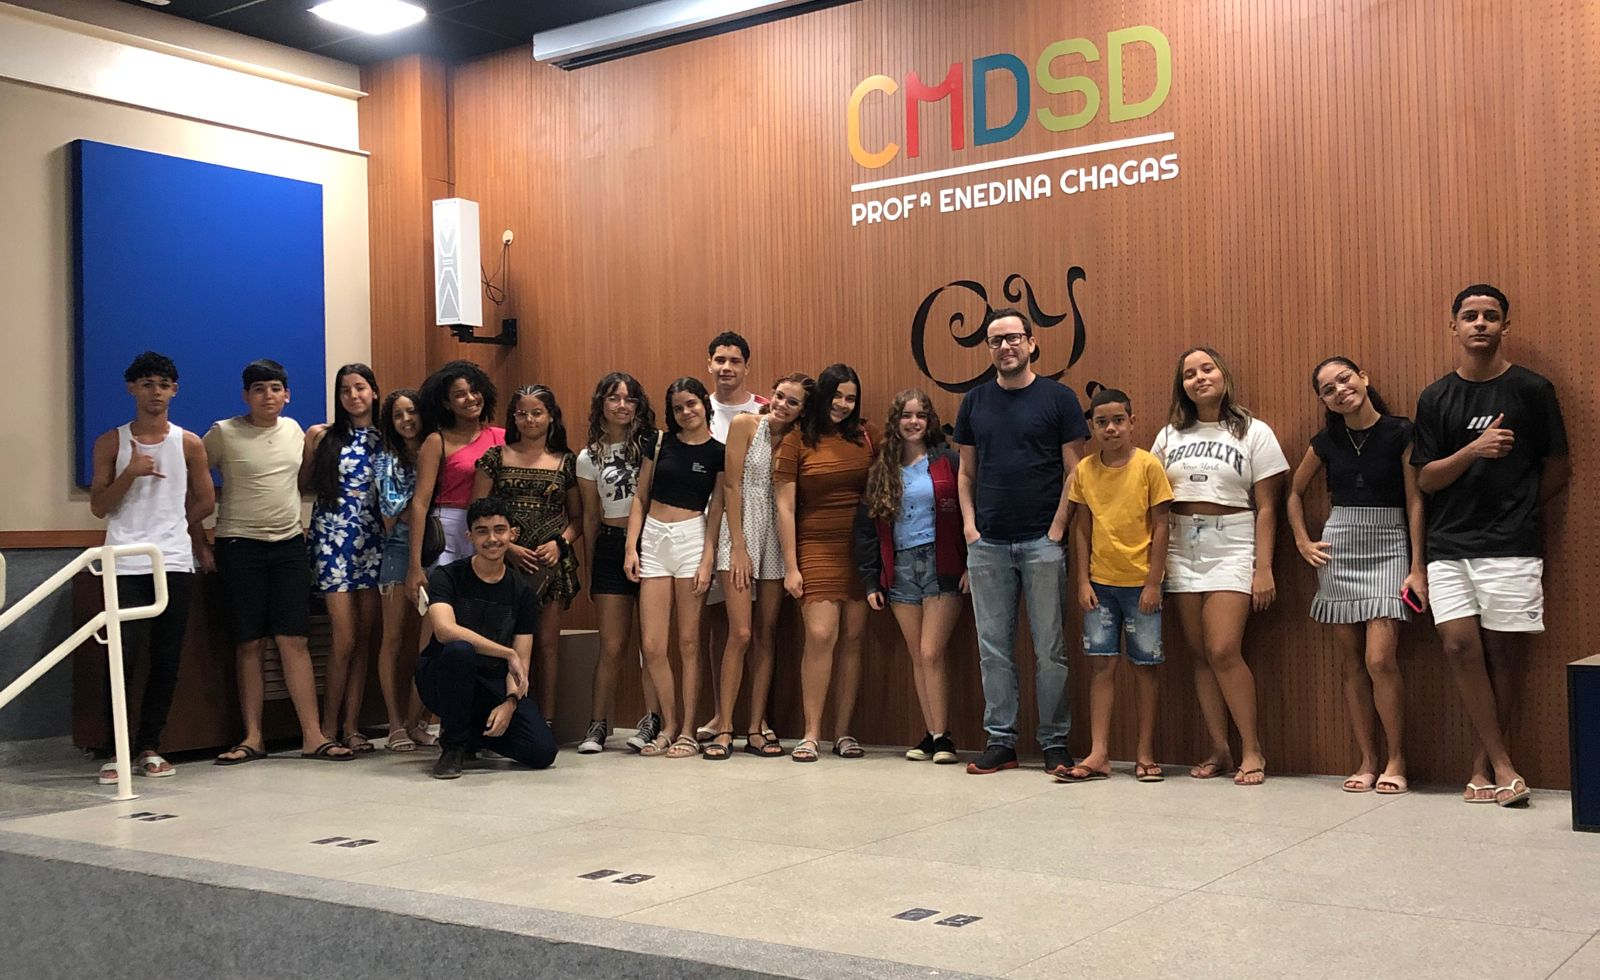 CMDSD
PROFª ENEDINA CHAGAS
BROOKLYN
New York